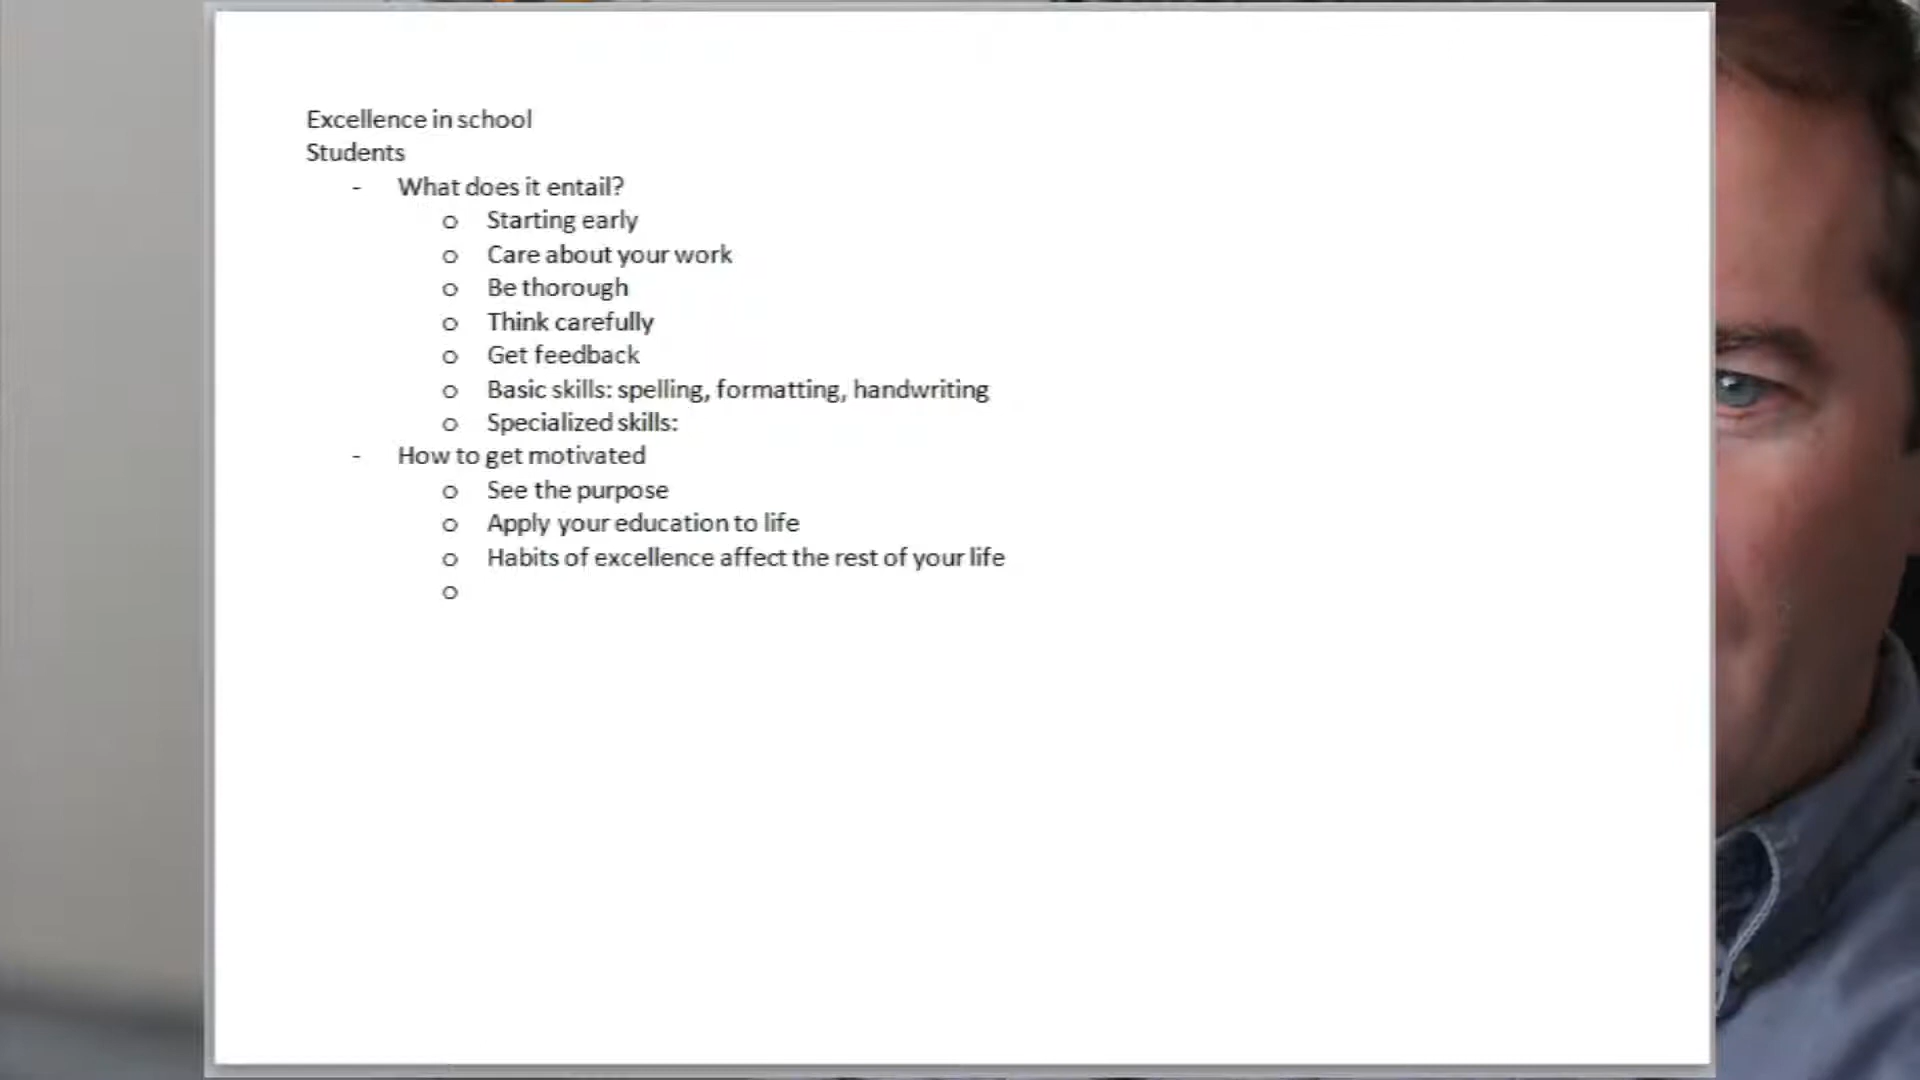 Excellence in school
Students
- What does it entail?
o Starting early
o Care about your work
o Be thorough
o Think carefully
o Get feedback
o Basic skills: spelling, formatting, handwriting
o Specialized skills:
- How to get motivated
o See the purpose
o Apply your education to life
o Habits of excellence affect the rest of your life
o